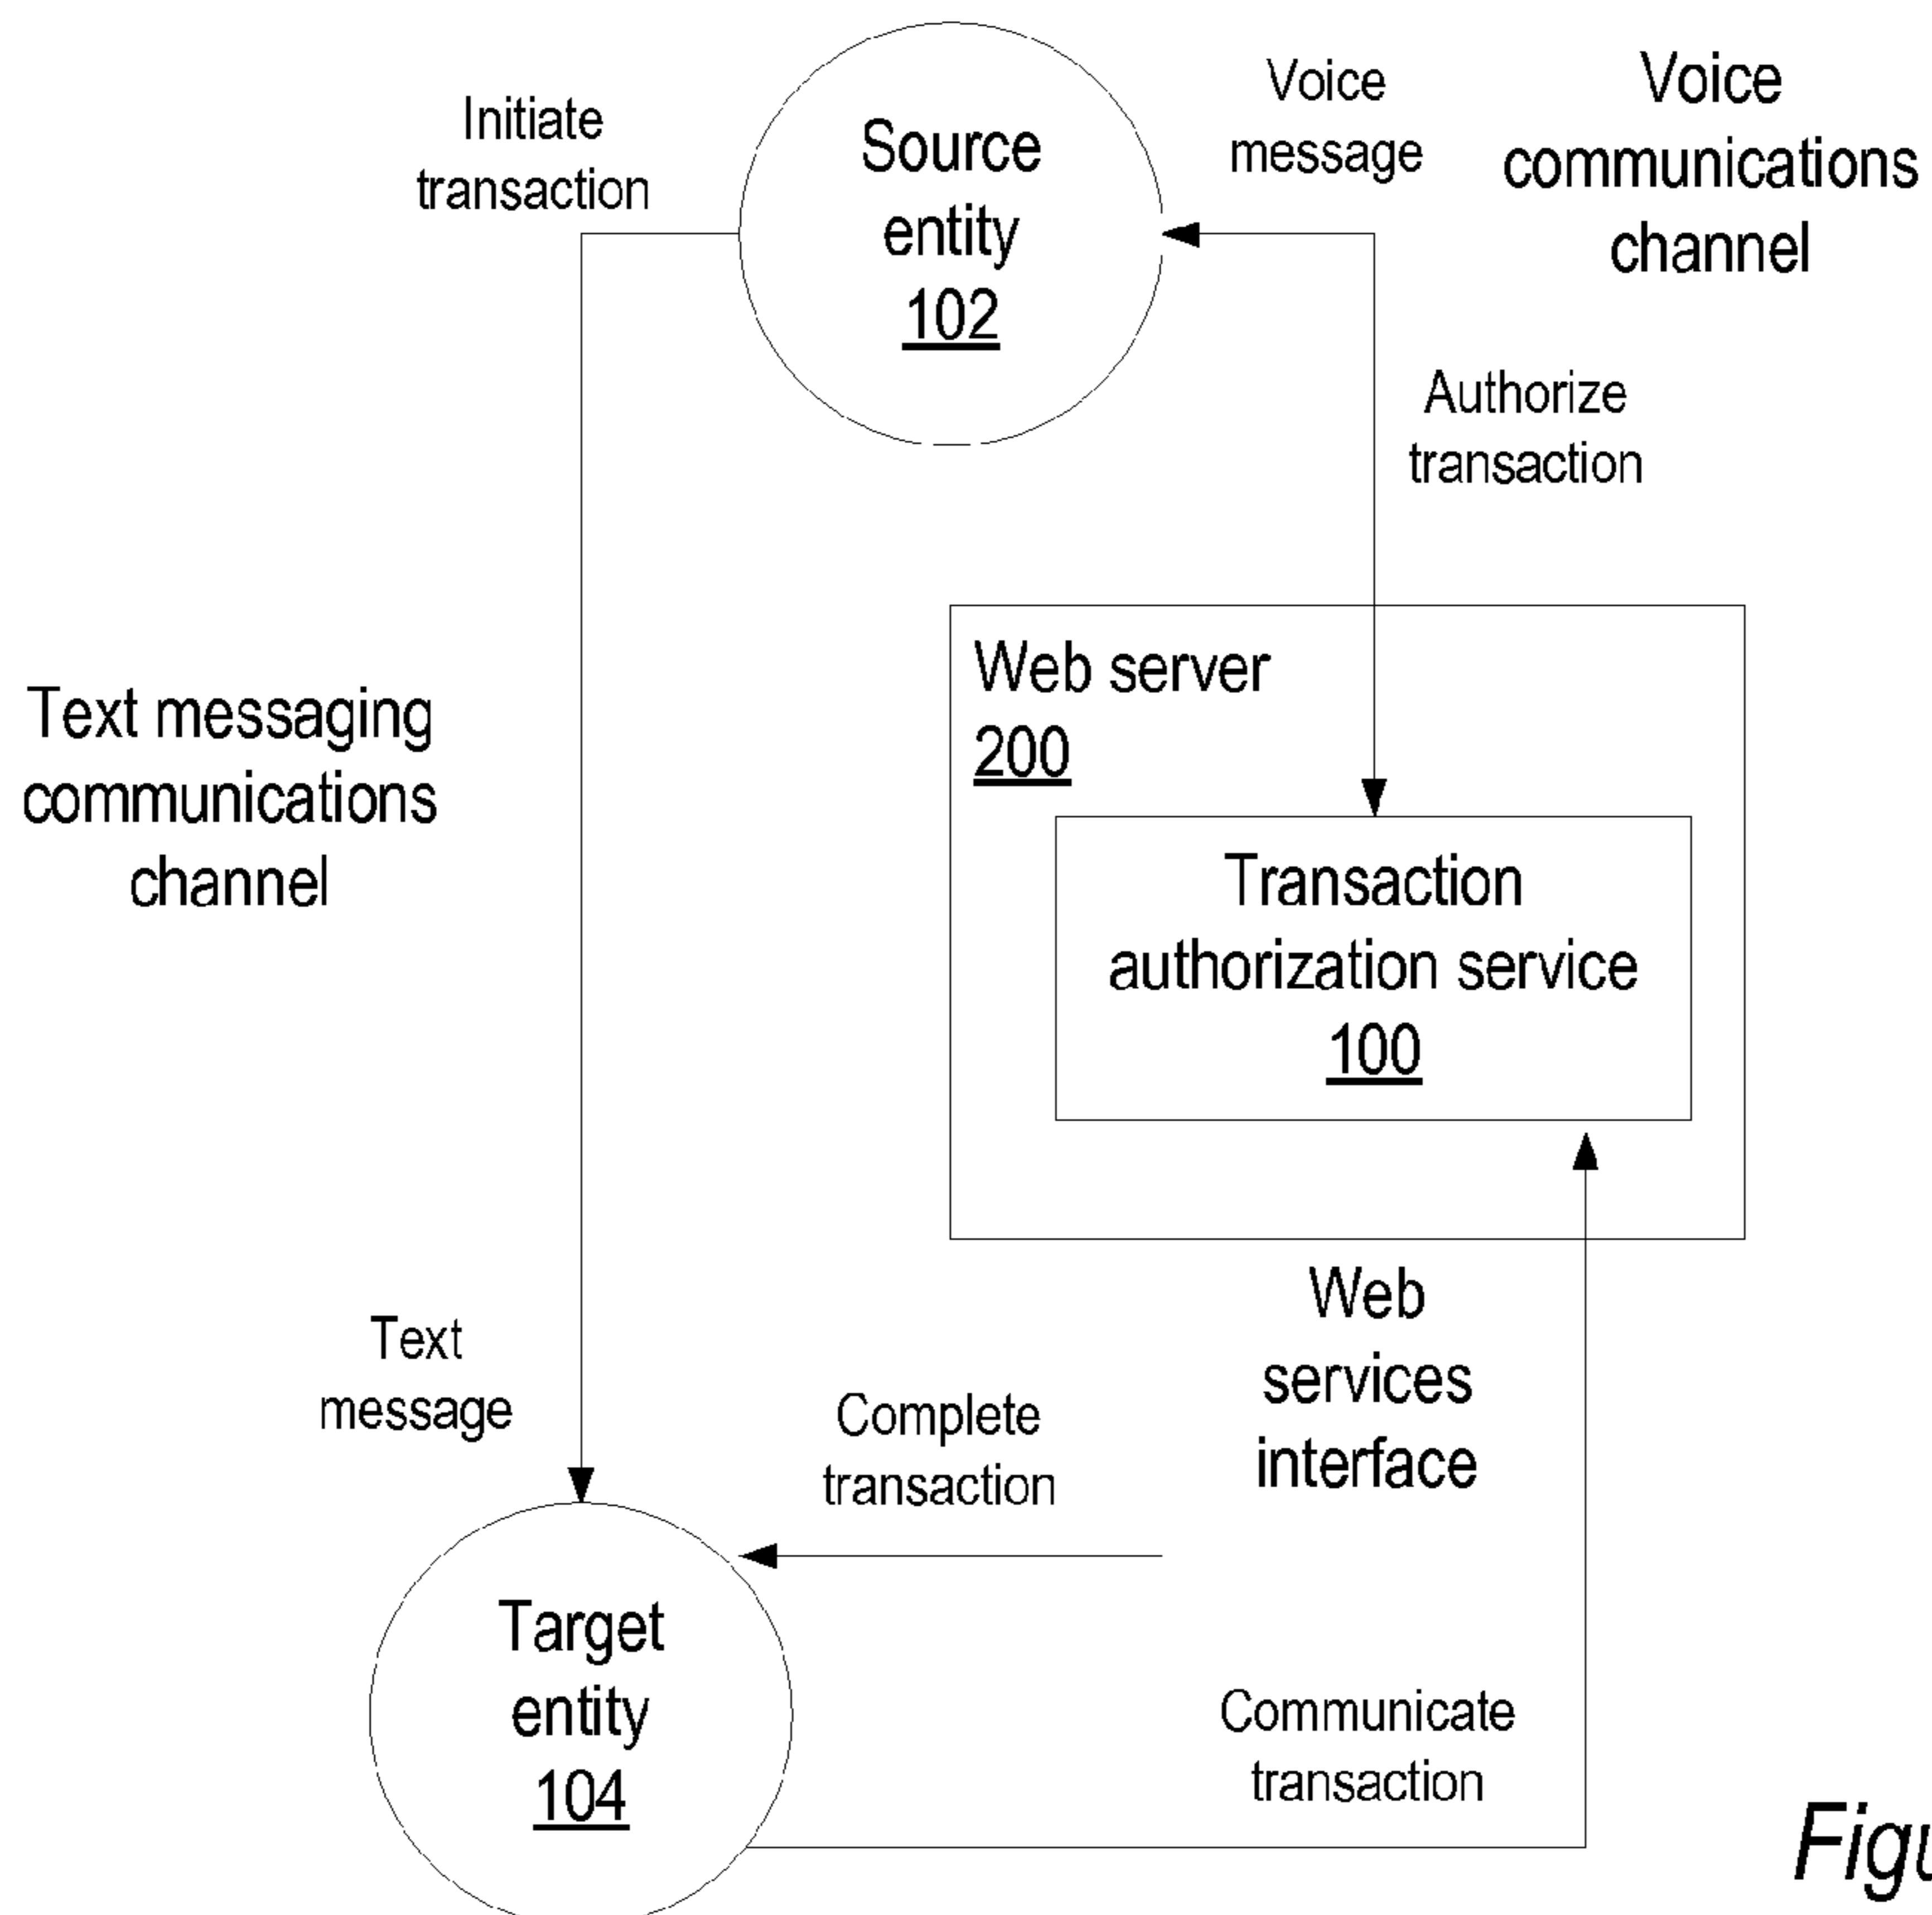 Initiate
transaction
Source
entity
102
Voice
message
Voice
communications
channel
Authorize
transaction
Text messaging
communications
channel
Web server
200
Transaction
authorization service
100
Text
message
Complete
transaction
Web
services
interface
Target
entity
104
Communicate
transaction